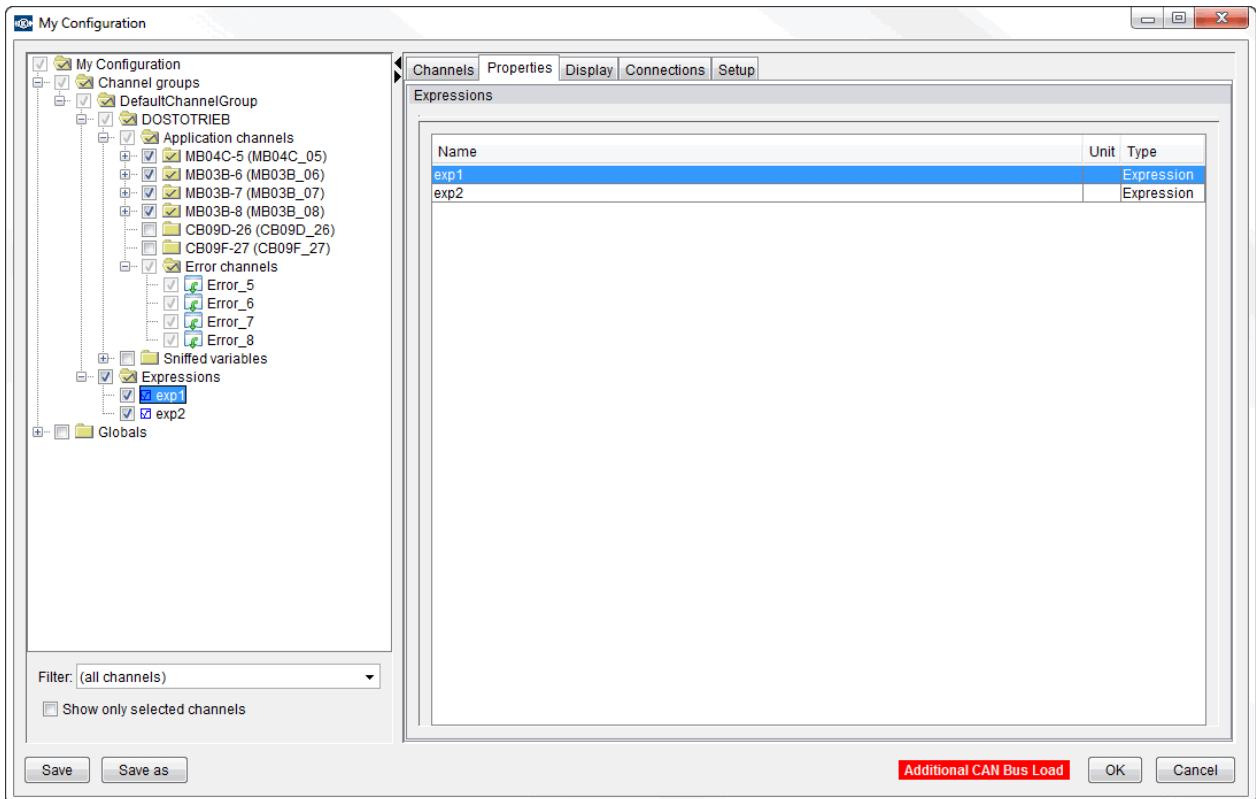 My Configuration
My Configuration
Channel groups
DefaultChannelGroup
DOSTOTRIEB
Application channels
MB04C-5 (MB04C_05)
MB03B-6 (MB03B_06)
MB03B-7 (MB03B_07)
MB03B-8 (MB03B_08)
CB09D-26 (CB09D_26)
CB09F-27 (CB09F_27)
Error channels
Error_5
Error_6
Error_7
Error_8
Sniffed variables
Expressions
exp1
exp2
Globals
Filter: (all channels)
Show only selected channels
Channels Properties Display Connections Setup
Expressions
Name Unit Type
exp1 Expression
exp2 Expression
Save Save as Additional CAN Bus Load OK Cancel